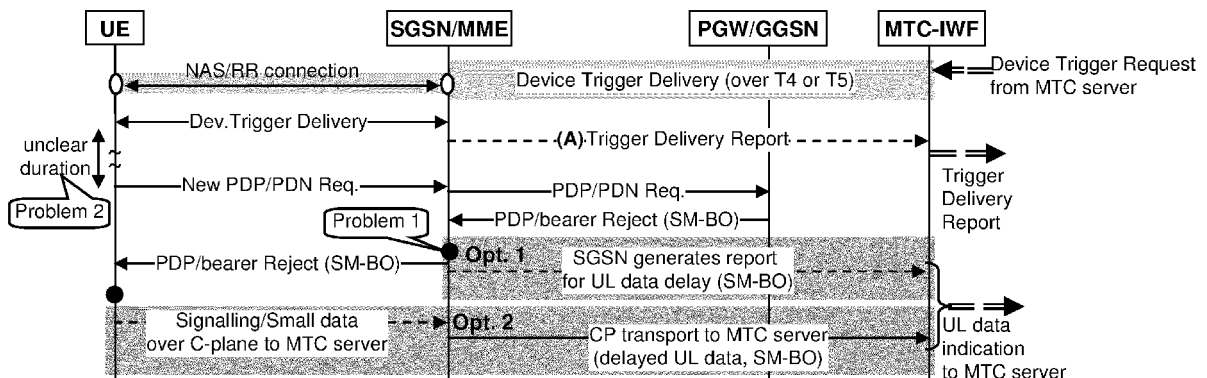 UE
SGSN/MME
PGW/GGSN
MTC-IWF
NAS/RR connection
Device Trigger Delivery (over T4 or T5)
Device Trigger Request
from MTC server
Dev.Trigger Delivery
(A) Trigger Delivery Report
unclear
duration
Trigger
Delivery
Report
New PDP/PDN Req.
PDP/PDN Req.
Problem 2
Problem 1
PDP/bearer Reject (SM-BO)
PDP/bearer Reject (SM-BO)
Opt. 1
SGSN generates report
for UL data delay (SM-BO)
Signalling/Small data
over C-plane to MTC server
Opt. 2
CP transport to MTC server
(delayed UL data, SM-BO)
UL data
indication
to MTC server